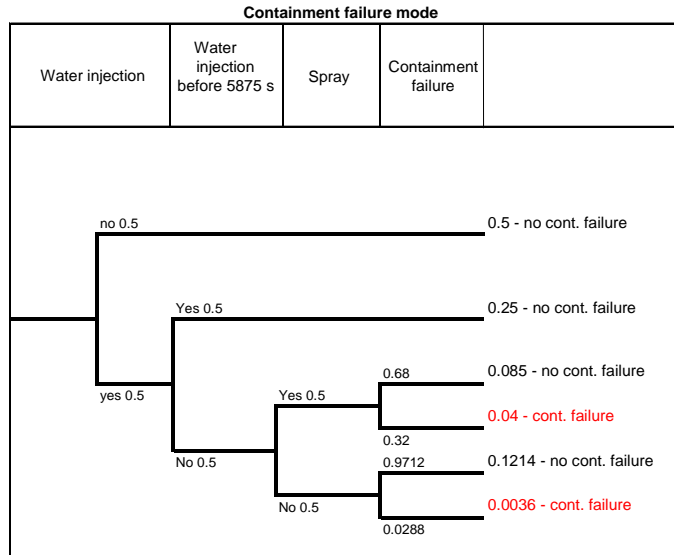 Containment failure mode
Water injection
Water
injection
before 5875 s
Spray
Containment
failure
no 0.5
0.5 - no cont. failure
Yes 0.5
0.25 - no cont. failure
yes 0.5
Yes 0.5
0.68
0.085 - no cont. failure
0.04 - cont. failure
0.32
No 0.5
0.9712
0.1214 - no cont. failure
No 0.5
0.0036 - cont. failure
0.0288